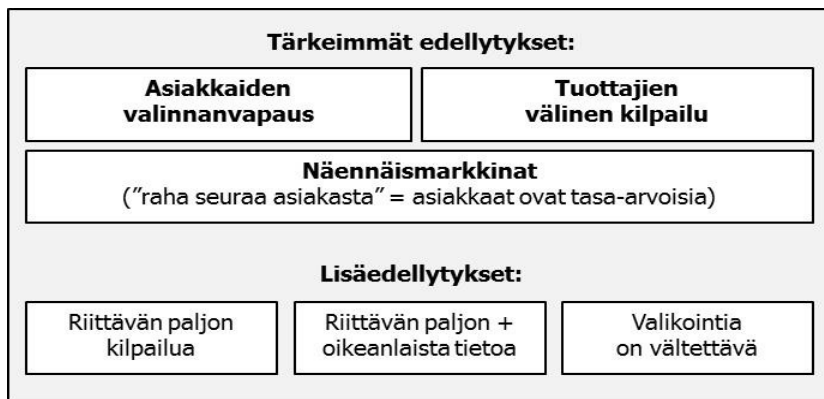 Tärkeimmät edellytykset:
Asiakkaiden
valinnanvapaus
Tuottajien
välinen kilpailu
Näennäismarkkinat
(”raha seuraa asiakasta” = asiakkaat ovat tasa-arvoisia)
Lisäedellytykset:
Riittävän paljon
kilpailua
Riittävän paljon +
oikeanlaista tietoa
Valikointia
on vältettävä